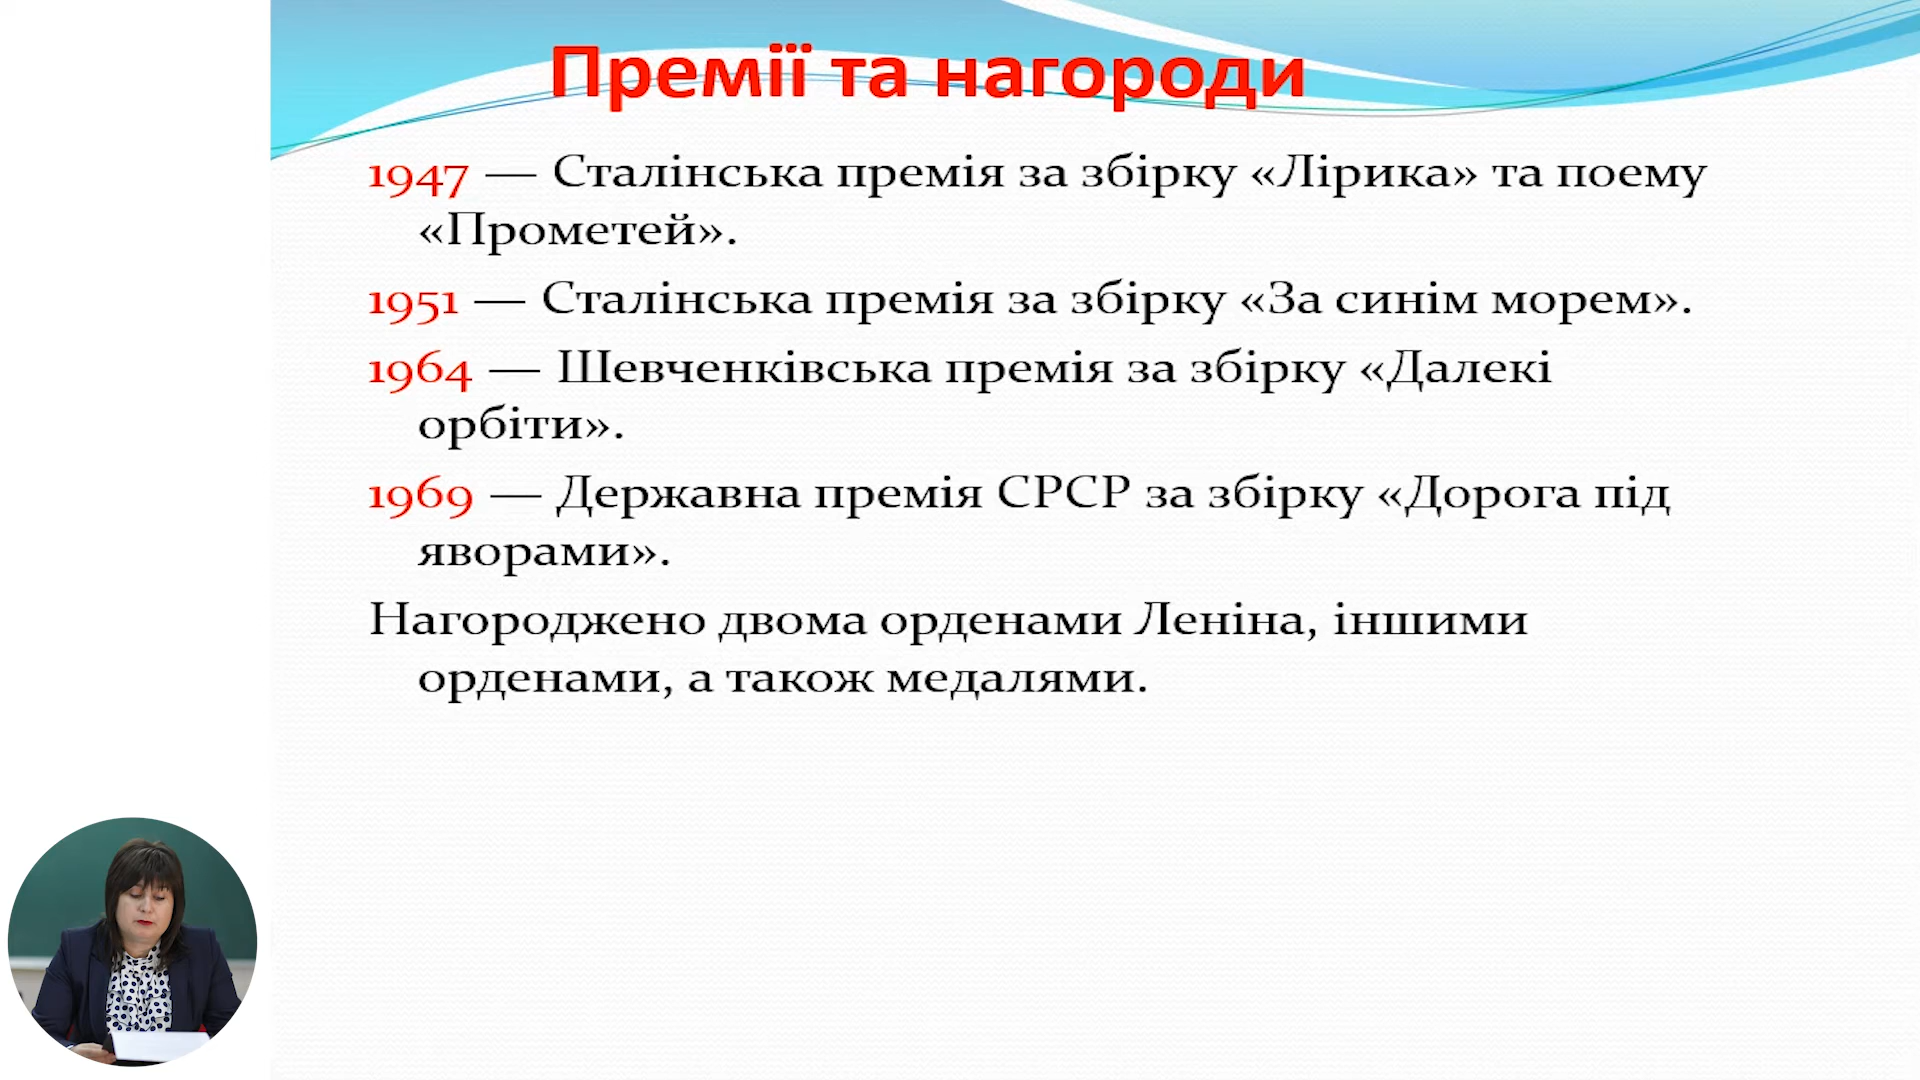 Премії та нагороди
1947 — Сталінська премія за збірку «Лірика» та поему
«Прометей».
1951 — Сталінська премія за збірку «За синім морем».
1964 — Шевченківська премія за збірку «Далекі
орбіти».
1969 — Державна премія СРСР за збірку «Дорога під
яворами».
Нагороджено двома орденами Леніна, іншими
орденами, а також медалями.